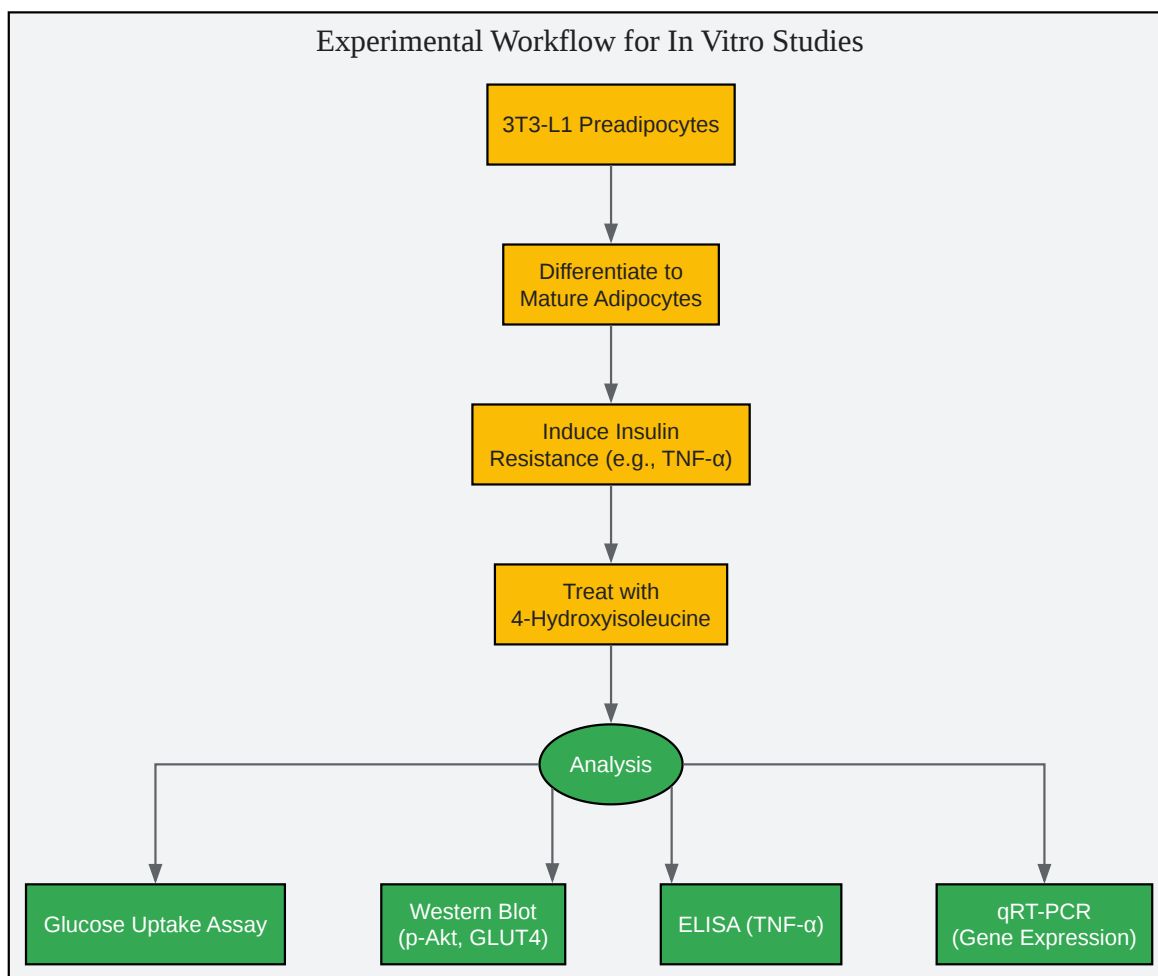 Experimental Workflow for In Vitro Studies
3T3-L1 Preadipocytes
Differentiate to
Mature Adipocytes
Induce Insulin
Resistance (e.g., TNF-α)
Treat with
4-Hydroxyisoleucine
Analysis
Glucose Uptake Assay
Western Blot
(p-Akt, GLUT4)
ELISA (TNF-α)
qRT-PCR
(Gene Expression)